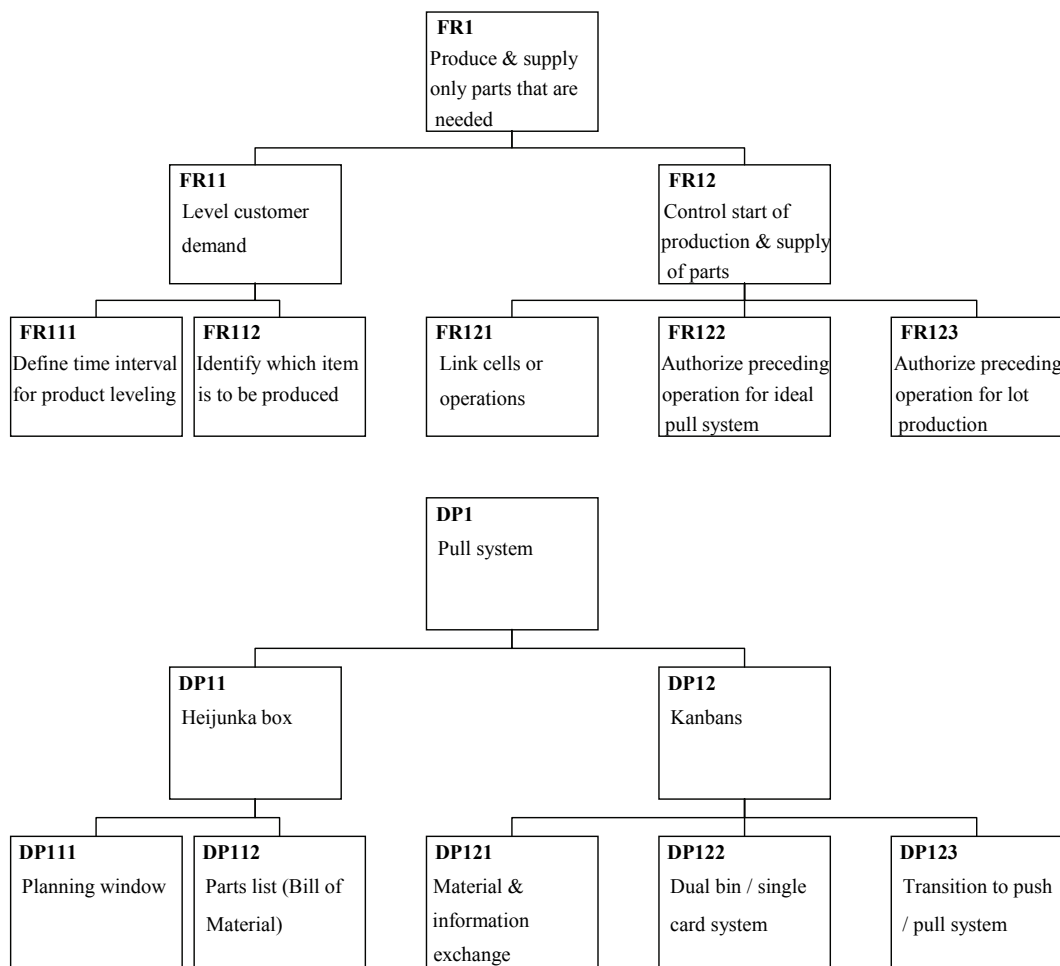 FR1
Produce & supply
only parts that are
needed
FR11
Level customer
demand
FR12
Control start of
production & supply
of parts
FR111
Define time interval
for product leveling
FR112
Identify which item
is to be produced
FR121
Link cells or
operations
FR122
Authorize preceding
operation for ideal
pull system
FR123
Authorize preceding
operation for lot
production
DP1
Pull system
DP11
Heijunka box
DP12
Kanbans
DP111
Planning window
DP112
Parts list (Bill of
Material)
DP121
Material &
information
exchange
DP122
Dual bin / single
card system
DP123
Transition to push
/ pull system